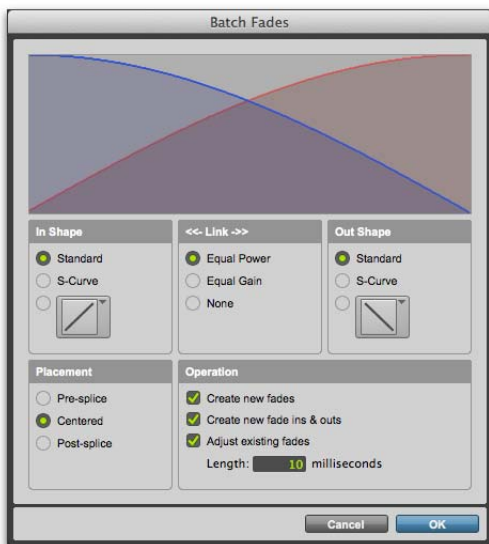 Batch Fades
In Shape
Standard
S-Curve
<<- Link ->>
Equal Power
Equal Gain
None
Out Shape
Standard
S-Curve
Placement
Pre-splice
Centered
Post-splice
Operation
Create new fades
Create new fade ins & outs
Adjust existing fades
Length: 10 milliseconds
Cancel
OK